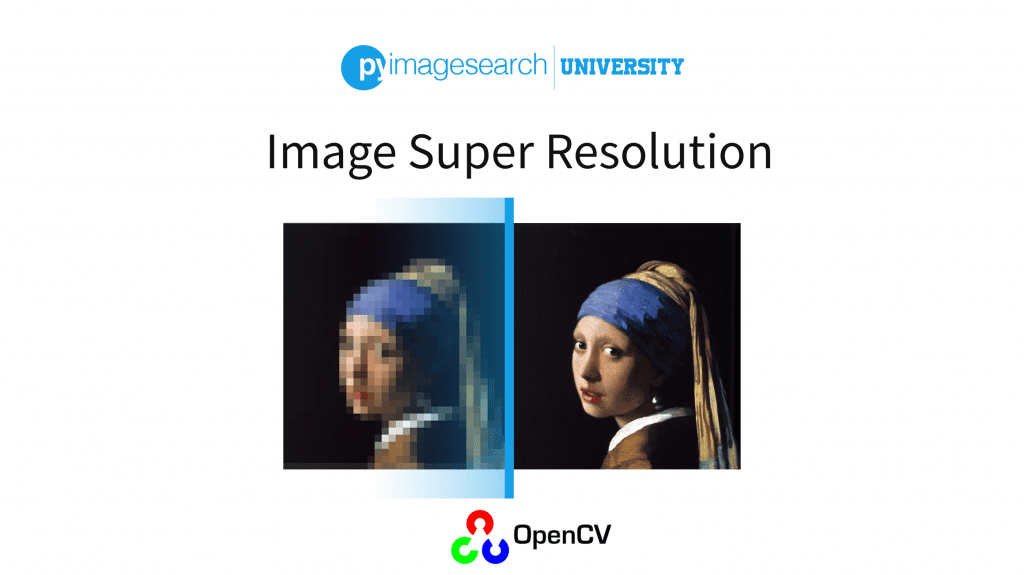 pyimagesearch UNIVERSITY
Image Super Resolution
OpenCV